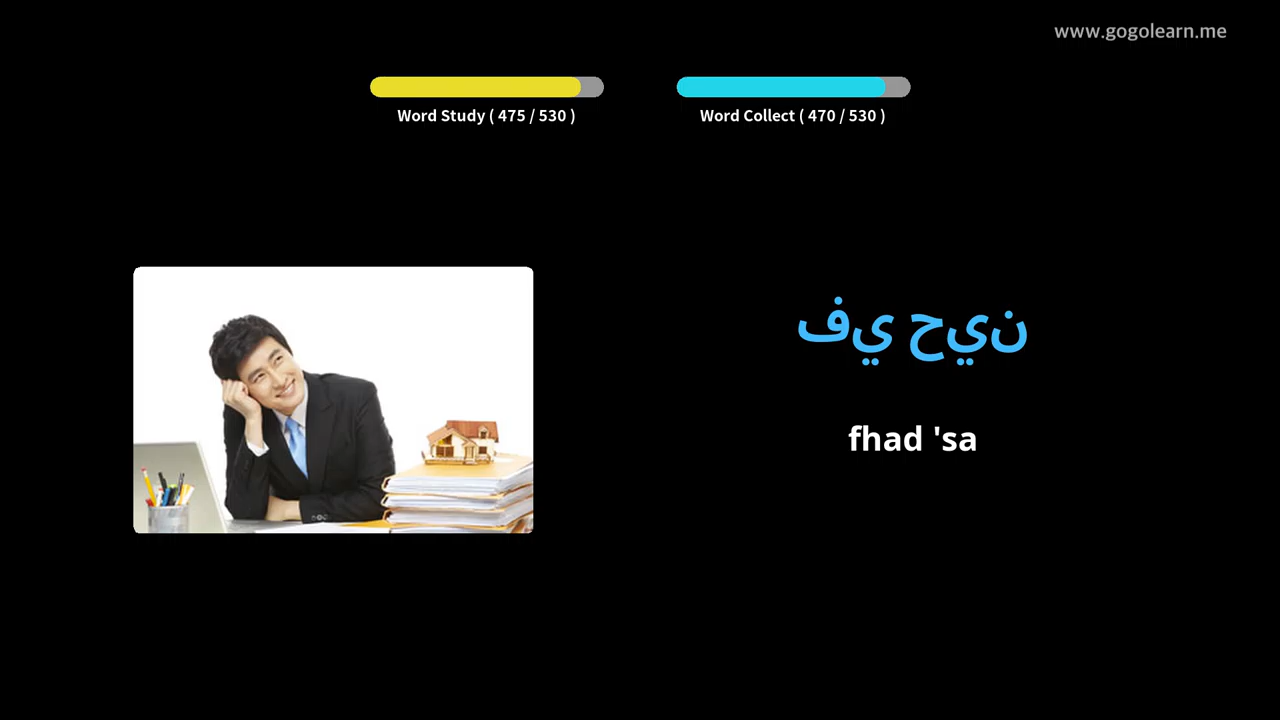 www.gogolearn.me
Word Study ( 475 / 530 )
Word Collect ( 470 / 530 )
في حين
fhad 'sa